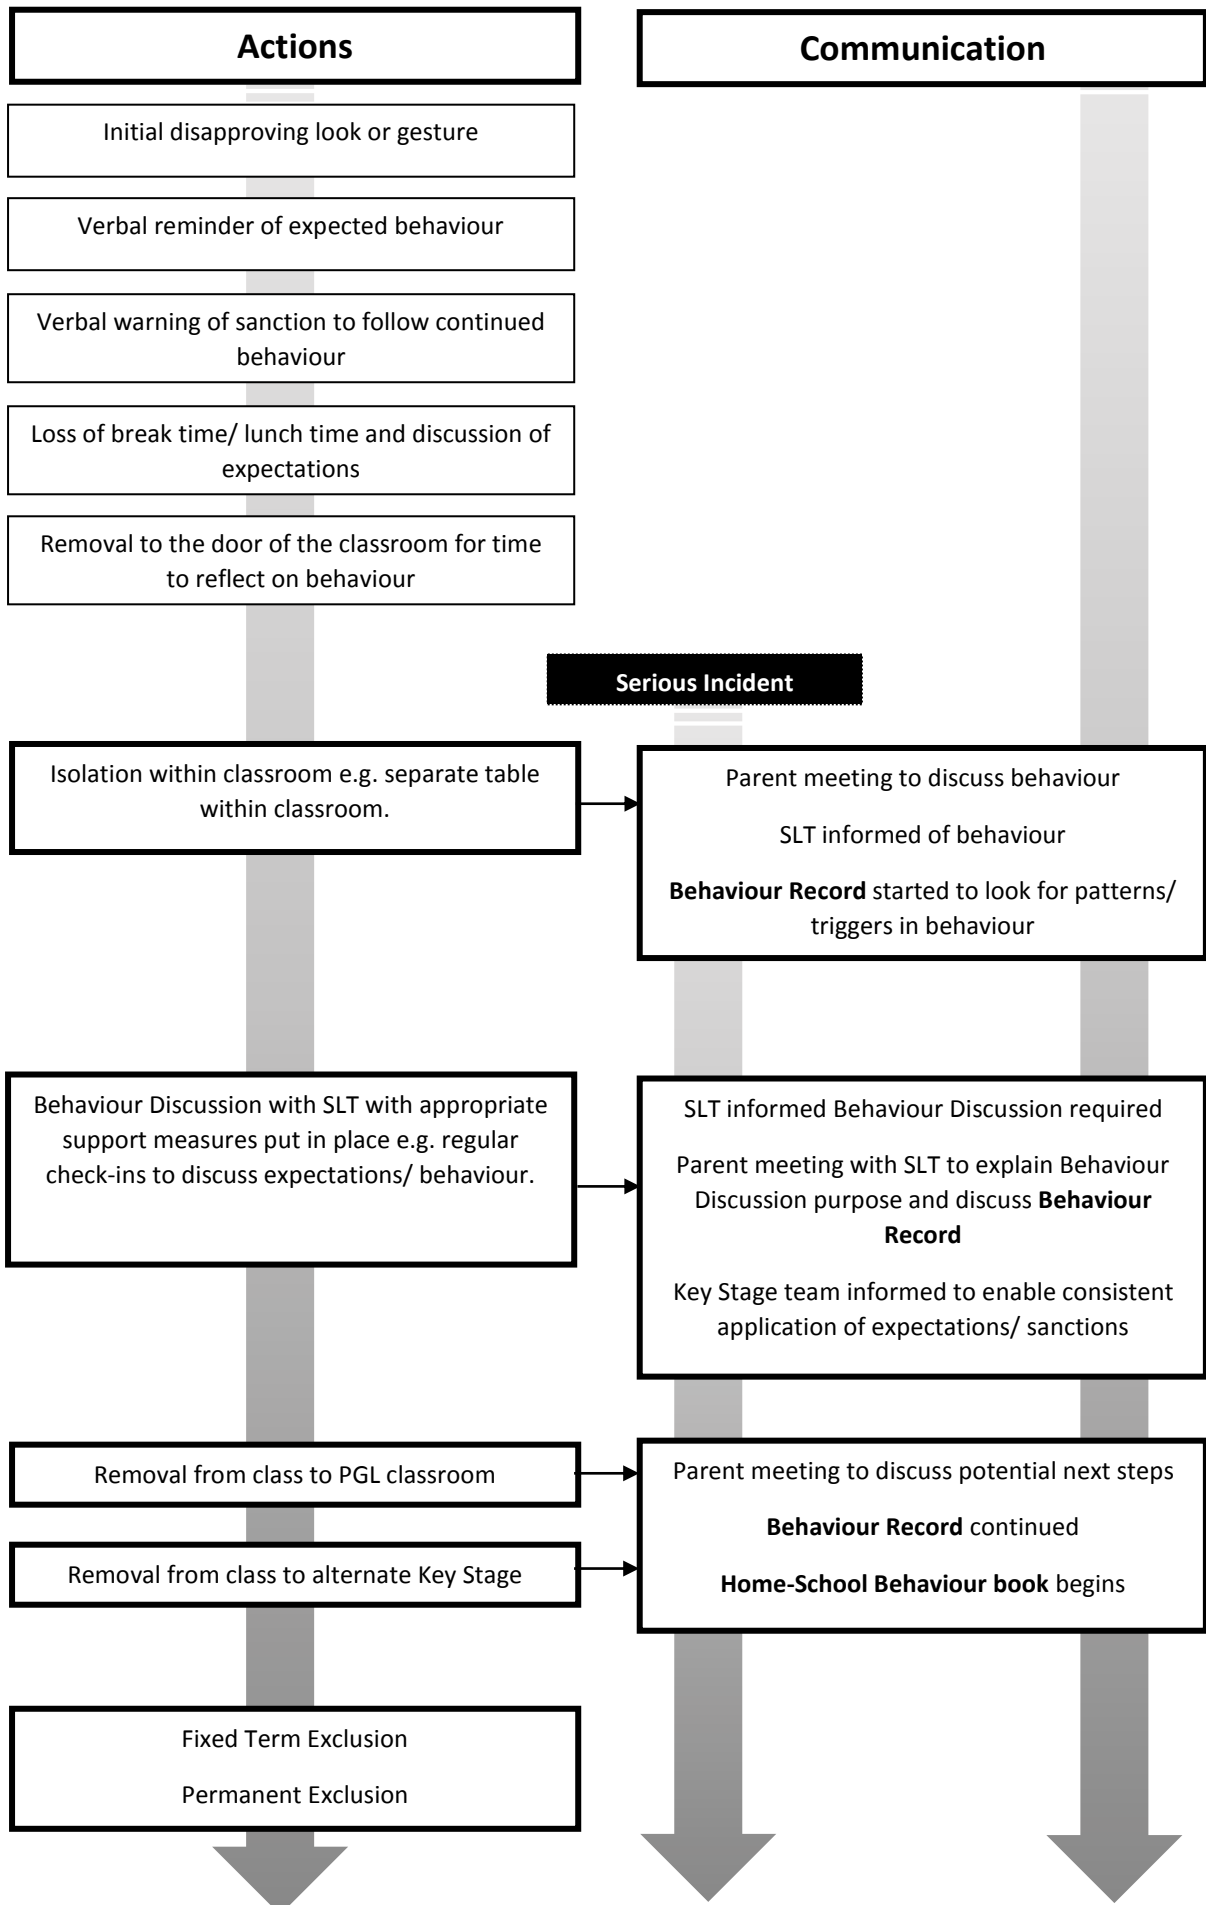 Actions
Communication
Initial disapproving look or gesture
Verbal reminder of expected behaviour
Verbal warning of sanction to follow continued
behaviour
Loss of break time/ lunch time and discussion of
expectations
Removal to the door of the classroom for time
to reflect on behaviour
Serious Incident
Isolation within classroom e.g. separate table
within classroom.
Parent meeting to discuss behaviour
SLT informed of behaviour
Behaviour Record started to look for patterns/
triggers in behaviour
Behaviour Discussion with SLT with appropriate
support measures put in place e.g. regular
check-ins to discuss expectations/ behaviour.
SLT informed Behaviour Discussion required
Parent meeting with SLT to explain Behaviour
Discussion purpose and discuss Behaviour
Record
Key Stage team informed to enable consistent
application of expectations/ sanctions
Removal from class to PGL classroom
Removal from class to alternate Key Stage
Parent meeting to discuss potential next steps
Behaviour Record continued
Home-School Behaviour book begins
Fixed Term Exclusion
Permanent Exclusion